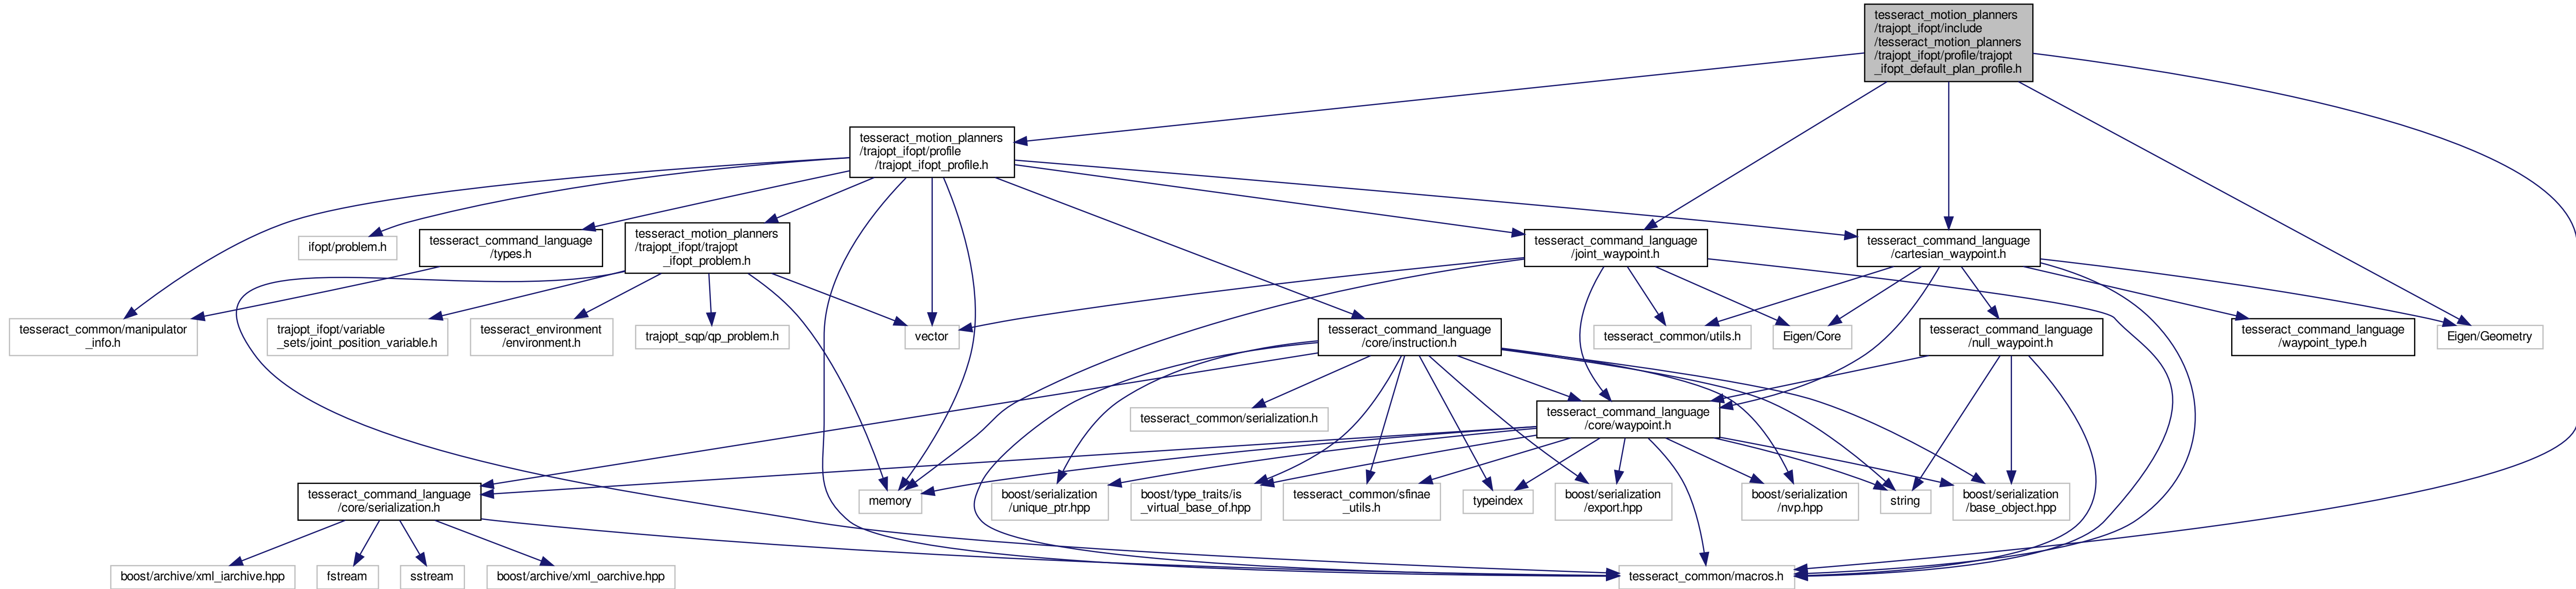 tesseract_motion_planners
/trajopt_ifopt/include
/tesseract_motion_planners
/trajopt_ifopt/profile/trajopt
_ifopt_default_plan_profile.h
tesseract_motion_planners
/trajopt_ifopt/profile
/trajopt_ifopt_profile.h
ifopt/problem.h
tesseract_command_language
/types.h
tesseract_motion_planners
/trajopt_ifopt/trajopt
_ifopt_problem.h
tesseract_command_language
/joint_waypoint.h
tesseract_command_language
/cartesian_waypoint.h
tesseract_common/manipulator
_info.h
trajopt_ifopt/variable
_sets/joint_position_variable.h
tesseract_environment
/environment.h
trajopt_sqp/qp_problem.h
vector
tesseract_command_language
/core/instruction.h
tesseract_common/utils.h
Eigen/Core
tesseract_command_language
/null_waypoint.h
tesseract_command_language
/waypoint_type.h
Eigen/Geometry
tesseract_common/serialization.h
tesseract_command_language
/core/waypoint.h
tesseract_command_language
/core/serialization.h
memory
boost/serialization
/unique_ptr.hpp
boost/type_traits/is
_virtual_base_of.hpp
tesseract_common/sfinae
_utils.h
typeindex
boost/serialization
/export.hpp
boost/serialization
/nvp.hpp
string
boost/serialization
/base_object.hpp
boost/archive/xml_iarchive.hpp
fstream
sstream
boost/archive/xml_oarchive.hpp
tesseract_common/macros.h